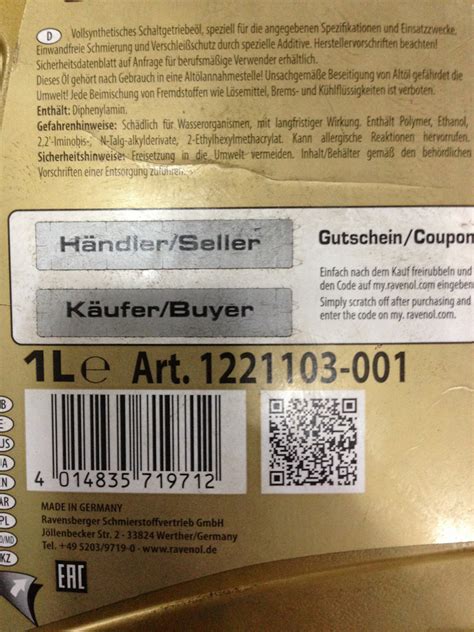 D Vollsynthetisches Schaltgetriebeöl, speziell für die angegebenen Spezifikationen und Einsatzzwecke.
Einwandfreie Schmierung und Verschleißschutz durch spezielle Additive. Herstellervorschriften beachten!
Sicherheitsdatenblatt auf Anfrage für berufsmäßige Verwender erhältlich.
Dieses Öl gehört nach Gebrauch in eine Altölannahmestelle! Unsachgemäße Beseitigung von Altöl gefährdet die
Umwelt! Jede Beimischung von Fremdstoffen wie Lösemittel, Brems- und Kühlflüssigkeiten ist verboten.
Enthält: Diphenylamin.
Gefahrenhinweise: Schädlich für Wasserorganismen, mit langfristiger Wirkung. Enthält Polymer, Ethanol,
2,2'-Iminobis-, N-Talg-alkylderivate, 2-Ethylhexylmethacrylat. Kann allergische Reaktionen hervorrufen.
Sicherheitshinweise: Freisetzung in die Umwelt vermeiden. Inhalt/Behälter gemäß den behördlichen
Vorschriften einer Entsorgung zuführen.
Händler/Seller
Gutschein/Coupon
Einfach nach dem Kauf freirubbeln und
den Code auf my.ravenol.com eingeben
Käufer/Buyer
Simply scratch off after purchasing and
enter the code on my. ravenol.com.
1L e Art. 1221103-001
4 014835 719712
MADE IN GERMANY
Ravensberger Schmierstoffvertrieb GmbH
Jöllenbecker Str. 2 - 33824 Werther/Germany
Tel. +49 5203/9719-0 - www.ravenol.de
EAC
PL
KZ